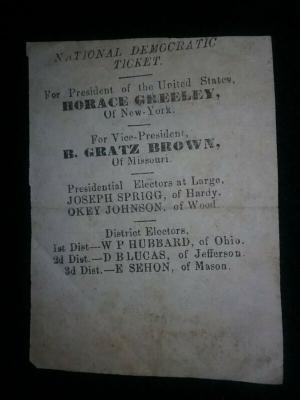 NATIONAL DEMOCRATIC
TICKET.
For President of the United States,
HORACE GREELEY,
Of New-York.
For Vice-President,
B. GRATZ BROWN,
Of Missouri.
Presidential Electors at Large,
JOSEPH SPRIGG, of Hardy.
OKEY JOHNSON, of Wood.
District Electors,
1st Dist—W P HUBBARD, of Ohio.
2d Dist.—D B LUCAS, of Jefferson.
3d Dist.—E SEHON, of Mason.